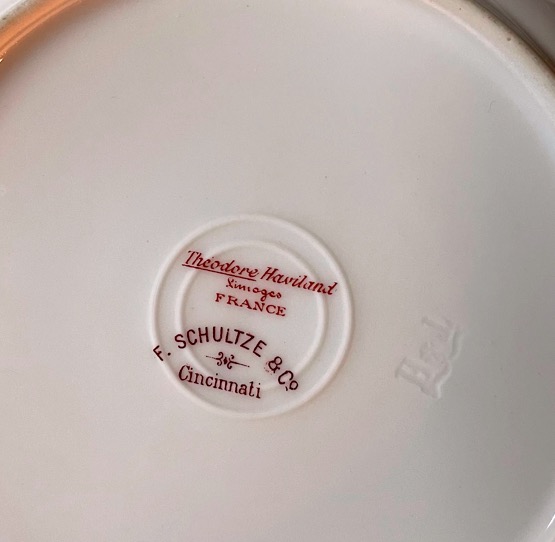 Théodore Haviland
Limoges
FRANCE
F. SCHULTZE & Co
Cincinnati